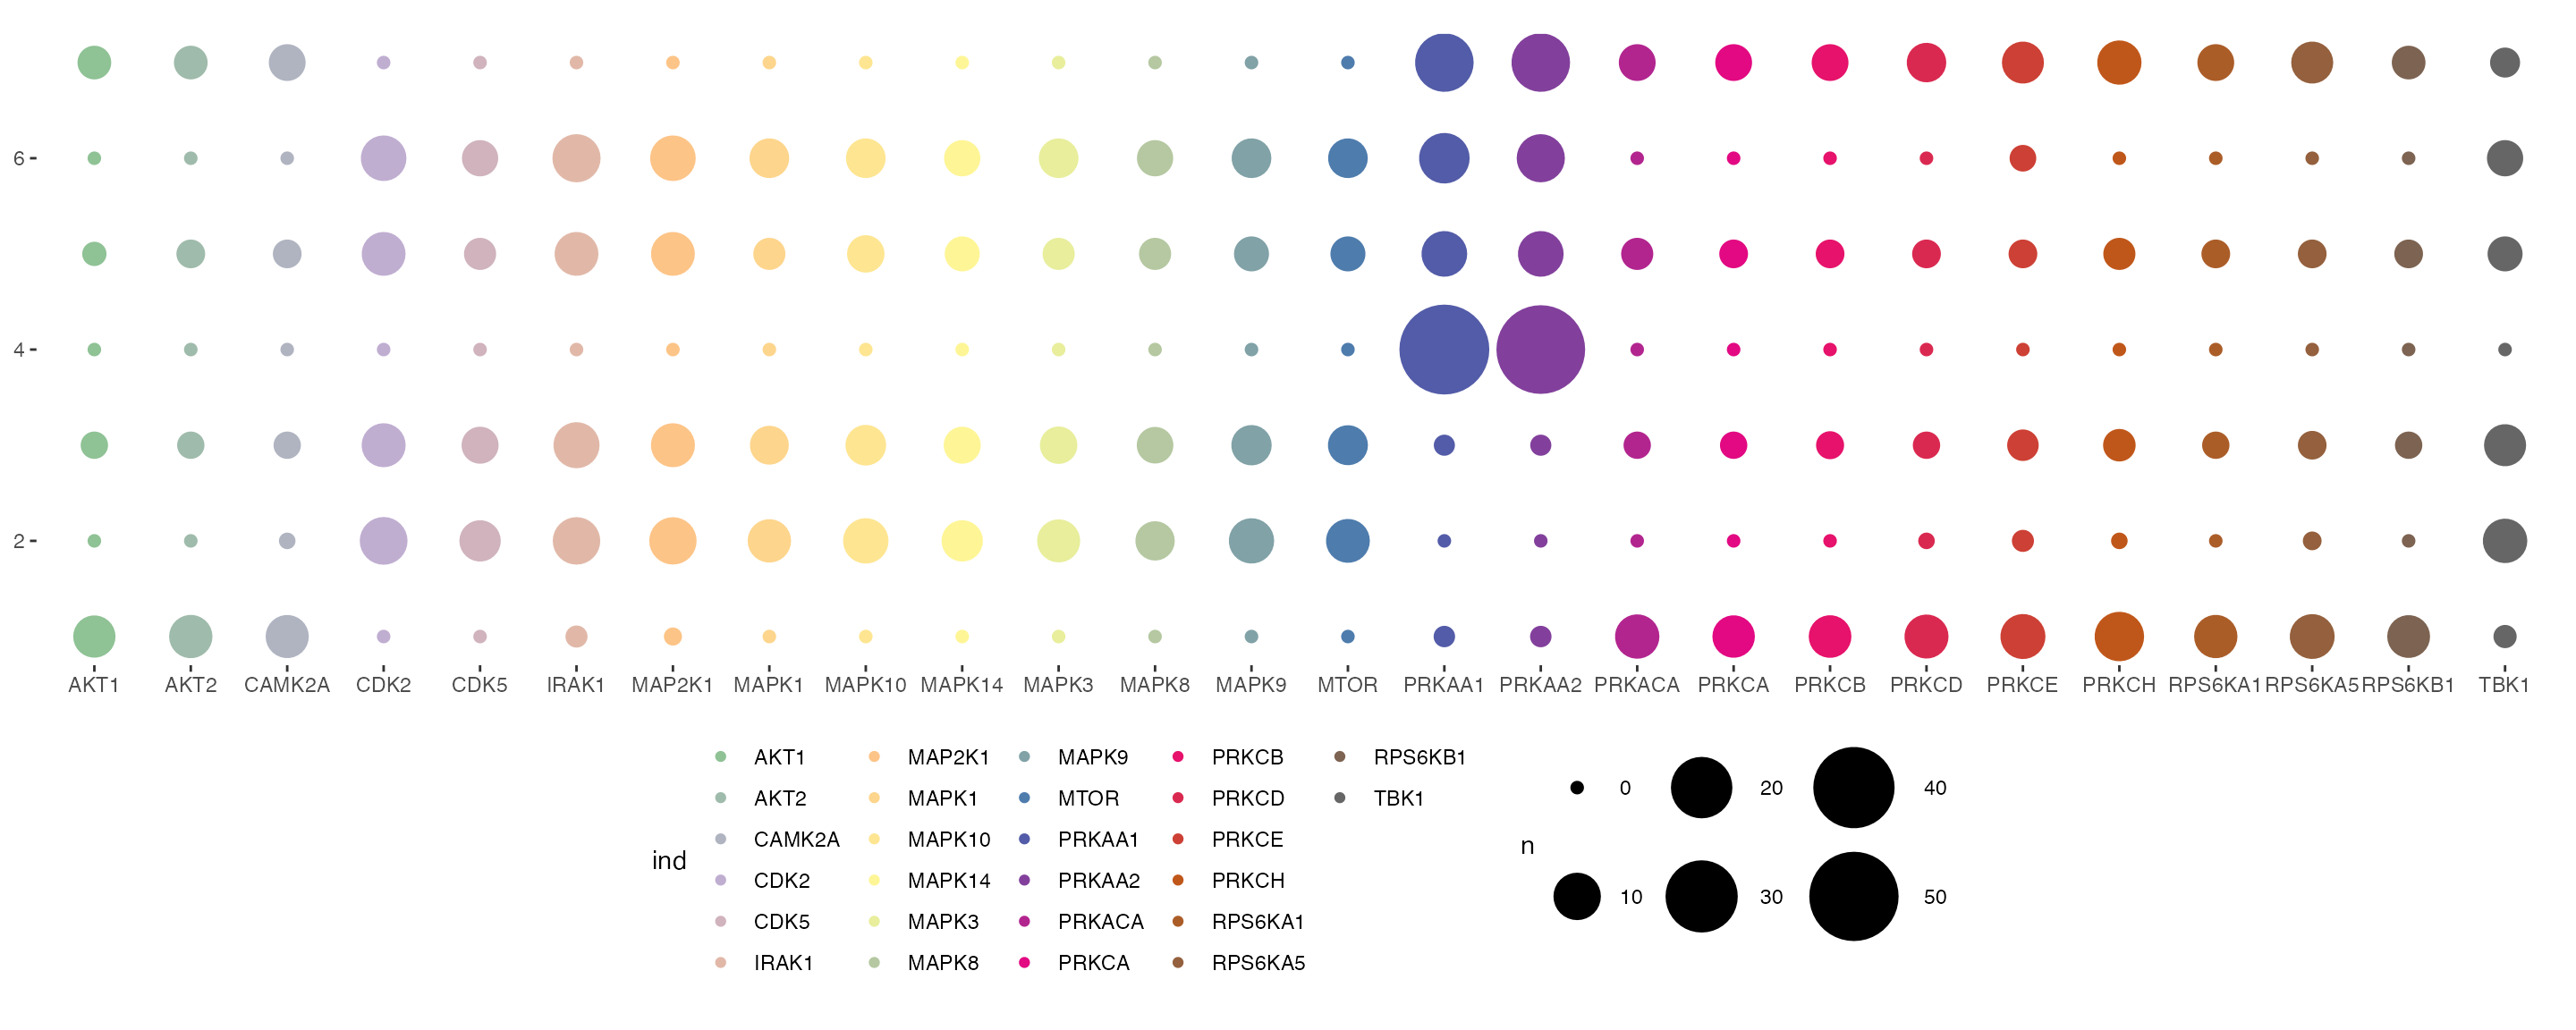 6
4
2
AKT1 AKT2 CAMK2A CDK2 CDK5 IRAK1 MAP2K1 MAPK1 MAPK10 MAPK14 MAPK3 MAPK8 MAPK9 MTOR PRKAA1 PRKAA2 PRKACA PRKCA PRKCB PRKCD PRKCE PRKCH RPS6KA1 RPS6KA5 RPS6KB1 TBK1
ind
AKT1
AKT2
CAMK2A
CDK2
CDK5
IRAK1
MAP2K1
MAPK1
MAPK10
MAPK14
MAPK3
MAPK8
MAPK9
MTOR
PRKAA1
PRKAA2
PRKACA
PRKCA
PRKCB
PRKCD
PRKCE
PRKCH
RPS6KA1
RPS6KA5
RPS6KB1
TBK1
n
0
10
20
30
40
50